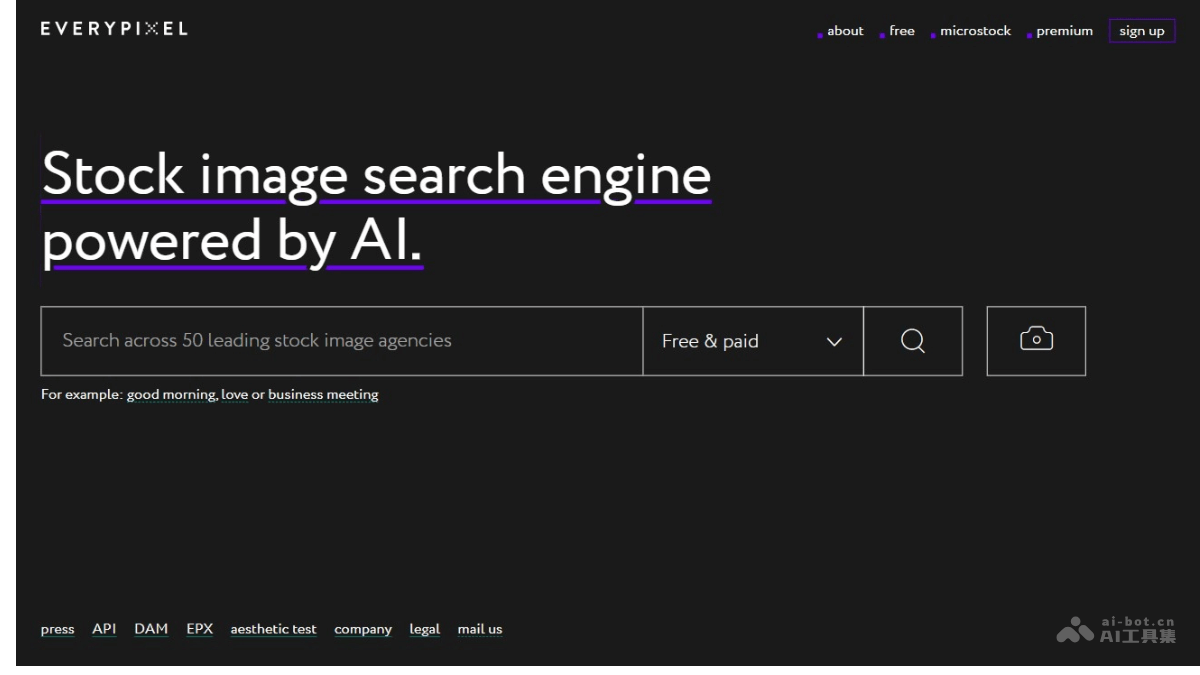 EVERYPIXEL
about free microstock premium sign up
Stock image search engine
powered by AI.
Search across 50 leading stock image agencies Free & paid
For example: good morning, love or business meeting
press API DAM EPX aesthetic test company legal mail us
ai-bot.cn
AI工具集